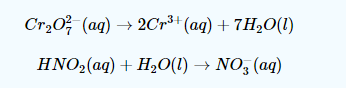 Cr₂O₇²⁻(aq) → 2Cr³⁺(aq) + 7H₂O(l)
HNO₂(aq) + H₂O(l) → NO₃⁻(aq)